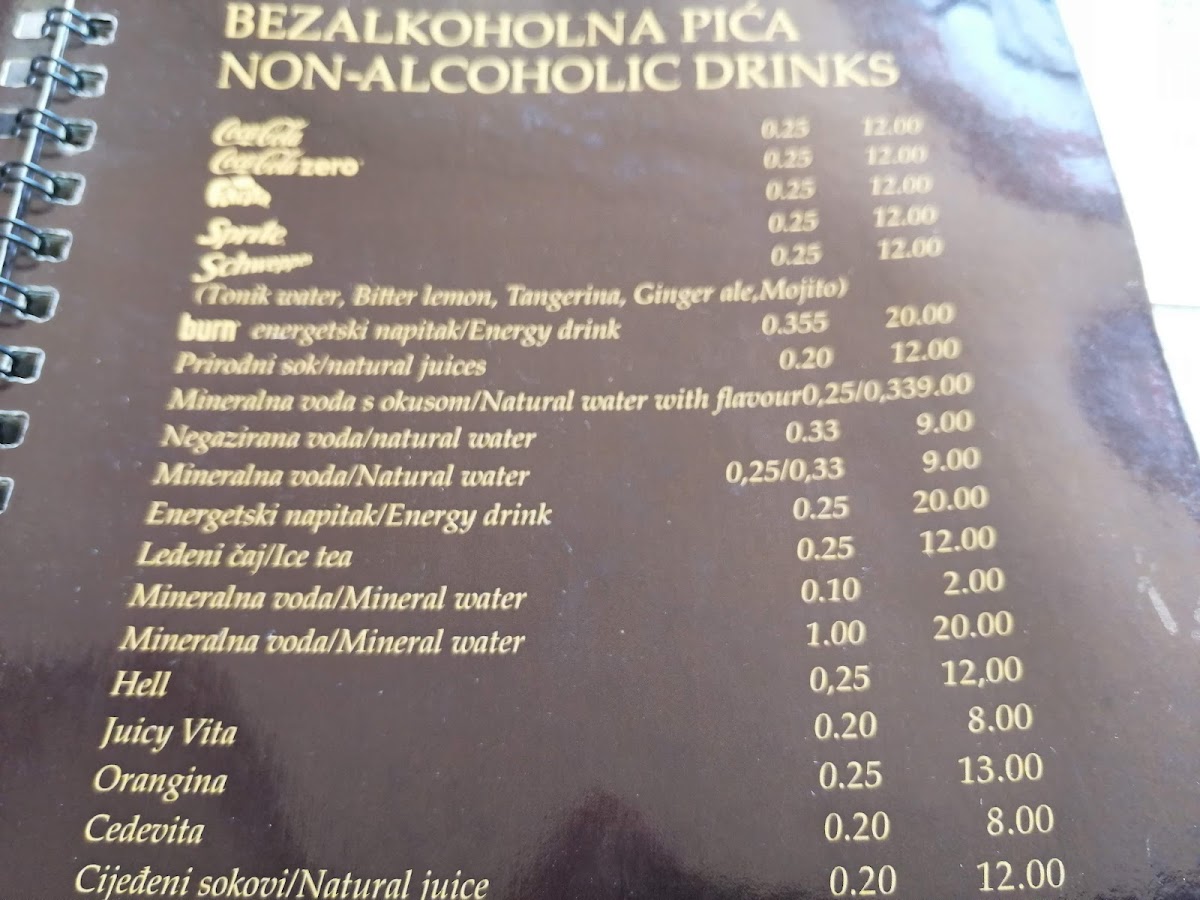 BEZALKOHOLNA PIĆA
NON-ALCOHOLIC DRINKS
Coca-Cola 0.25 12.00
Coca-Cola zero 0.25 12.00
0.25 12.00
Sprite 0.25 12.00
Schweppes 0.25 12.00
(Tonik water, Bitter lemon, Tangerina, Ginger ale,Mojito)
burn energetski napitak/Energy drink 0.355 20.00
Prirodni sok/natural juices 0.20 12.00
Mineralna voda s okusom/Natural water with flavour0,25/0,339.00
Negazirana voda/natural water 0.33 9.00
Mineralna voda/Natural water 0,25/0,33 9.00
Energetski napitak/Energy drink 0.25 20.00
Ledeni čaj/Ice tea 0.25 12.00
Mineralna voda/Mineral water 0.10 2.00
Mineralna voda/Mineral water 1.00 20.00
Hell 0,25 12,00
Juicy Vita 0.20 8.00
Orangina 0.25 13.00
Cedevita 0.20 8.00
Cijeđeni sokovi/Natural juice 0.20 12.00